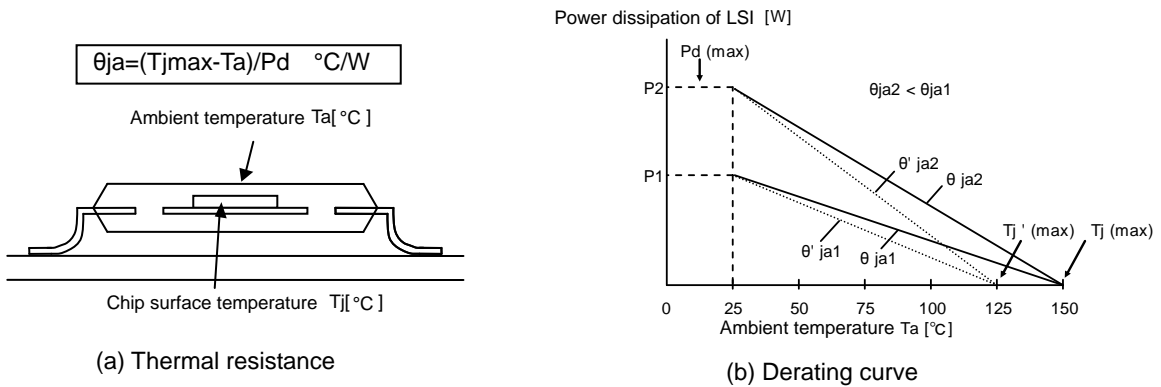 θja=(Tjmax-Ta)/Pd °C/W
Ambient temperature Ta[°C]
Chip surface temperature Tj[°C]
(a) Thermal resistance
Power dissipation of LSI [W]
Pd (max)
P2
θja2 < θja1
P1
θ' ja2
θ ja2
Tj ' (max)
Tj (max)
θ' ja1
θ ja1
0 25 50 75 100 125 150
Ambient temperature Ta [°C]
(b) Derating curve